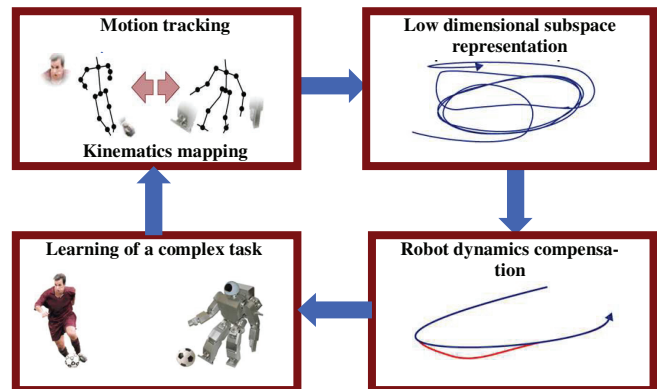 Motion tracking
Kinematics mapping
Low dimensional subspace
representation
Learning of a complex task
Robot dynamics compensa-
tion